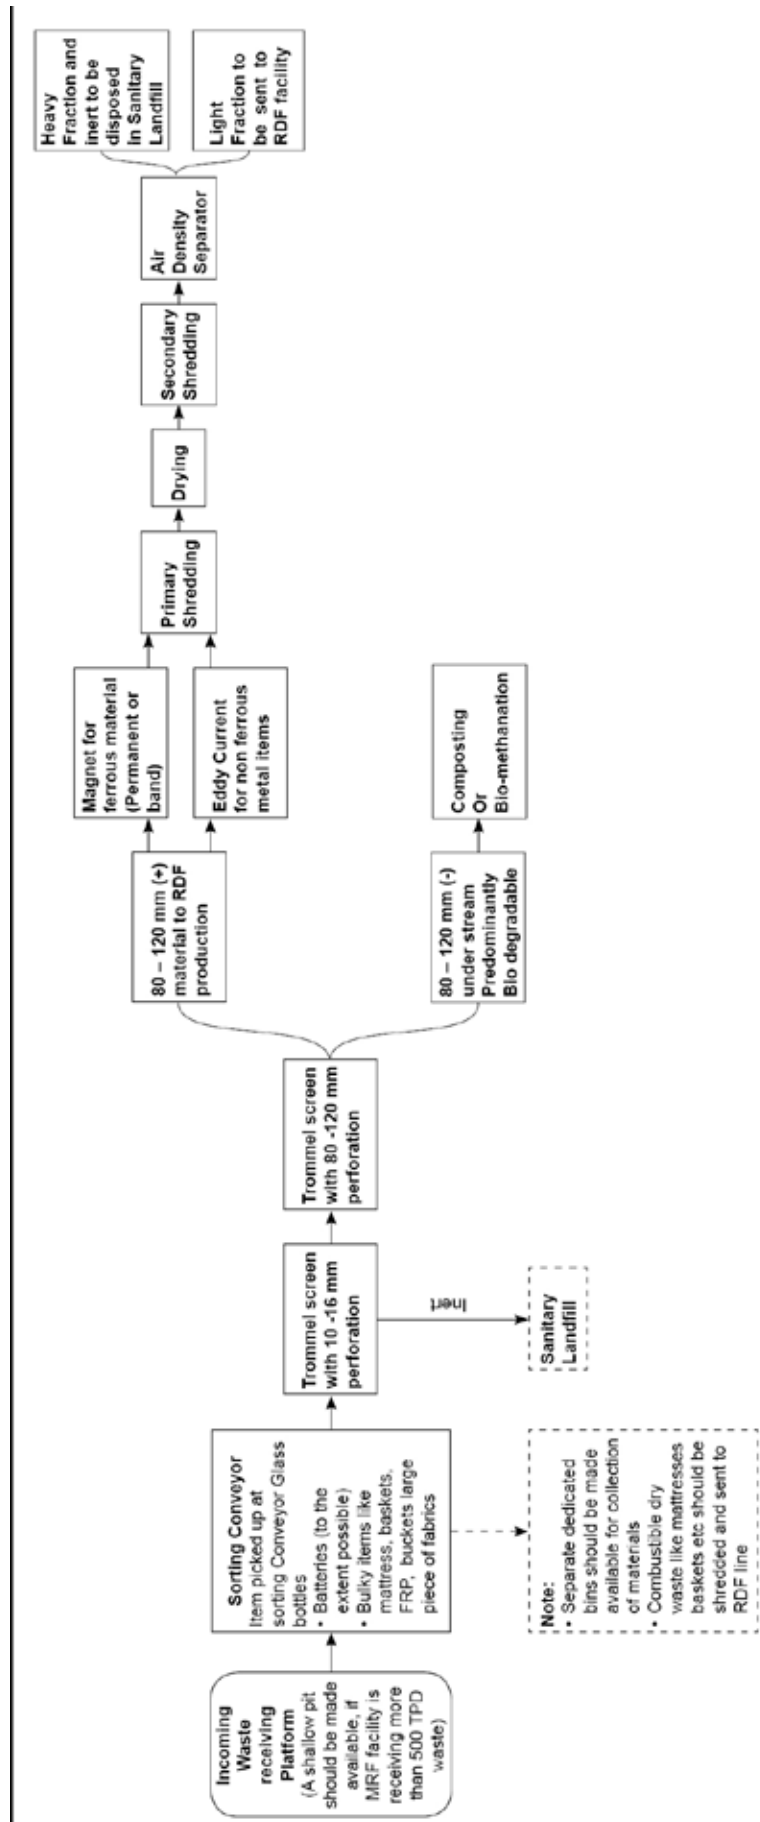 Incoming
Waste
receiving
Platform
(A shallow pit
should be made
available, if
MRF facility is
receiving more
than 500 TPD
waste)
Sorting Conveyor
Item picked up at
sorting Conveyor Glass
bottles
• Batteries (to the
extent possible)
• Bulky items like
mattress, baskets,
FRP, buckets large
piece of fabrics
Note:
• Separate dedicated
bins should be made
available for collection
of materials
• Combustible dry
waste like mattresses
baskets etc should be
shredded and sent to
RDF line
Trommel screen
with 10 -16 mm
perforation
Inert
Sanitary
Landfill
Trommel screen
with 80 -120 mm
perforation
80 – 120 mm (+)
material to RDF
production
80 – 120 mm (-)
under stream
Predominantly
Bio degradable
Magnet for
ferrous material
(Permanent or
band)
Eddy Current
for non ferrous
metal items
Composting
Or
Bio-methanation
Primary
Shredding
Drying
Secondary
Shredding
Air
Density
Separator
Heavy
Fraction and
inert to be
disposed
In Sanitary
Landfill
Light
Fraction to
be sent to
RDF facility